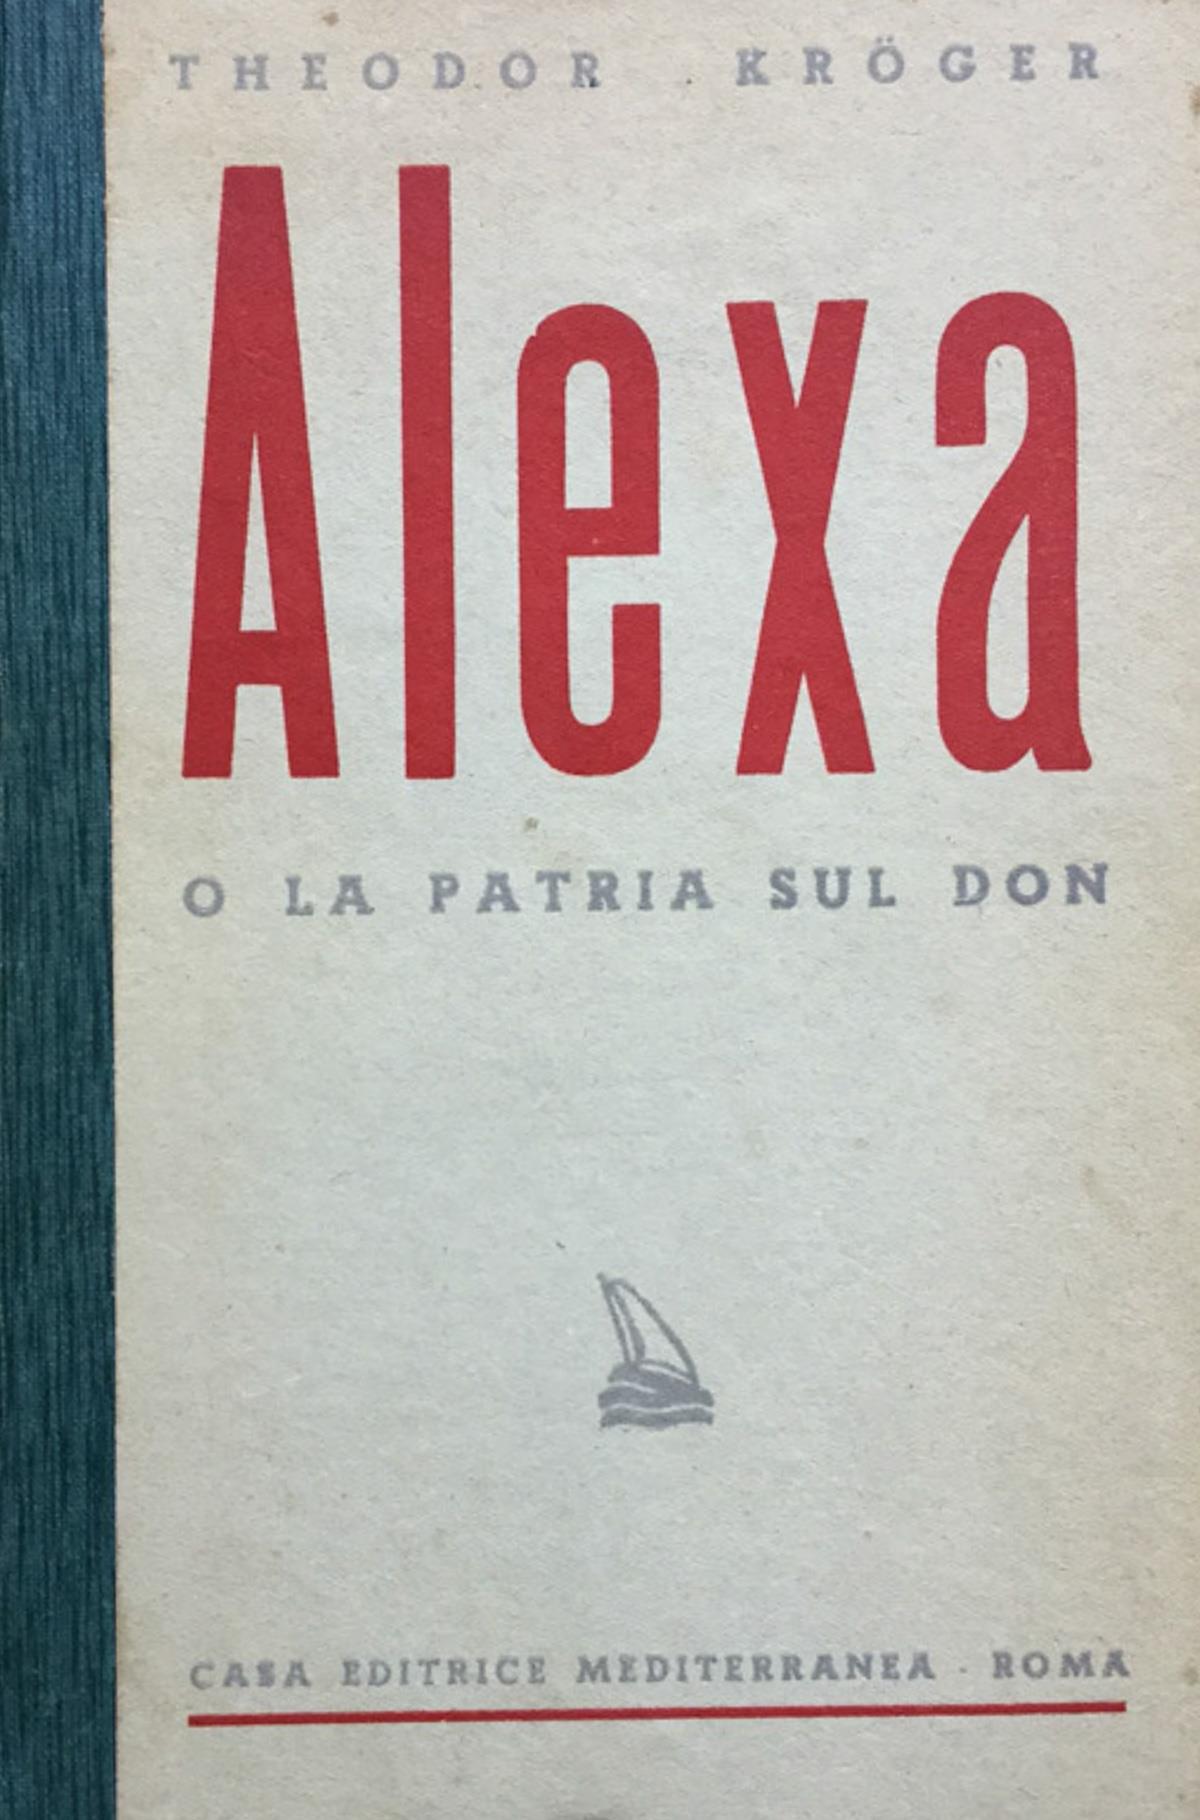 THEODOR KRÖGER
Alexa
O LA PATRIA SUL DON
CASA EDITRICE MEDITERRANEA · ROMA